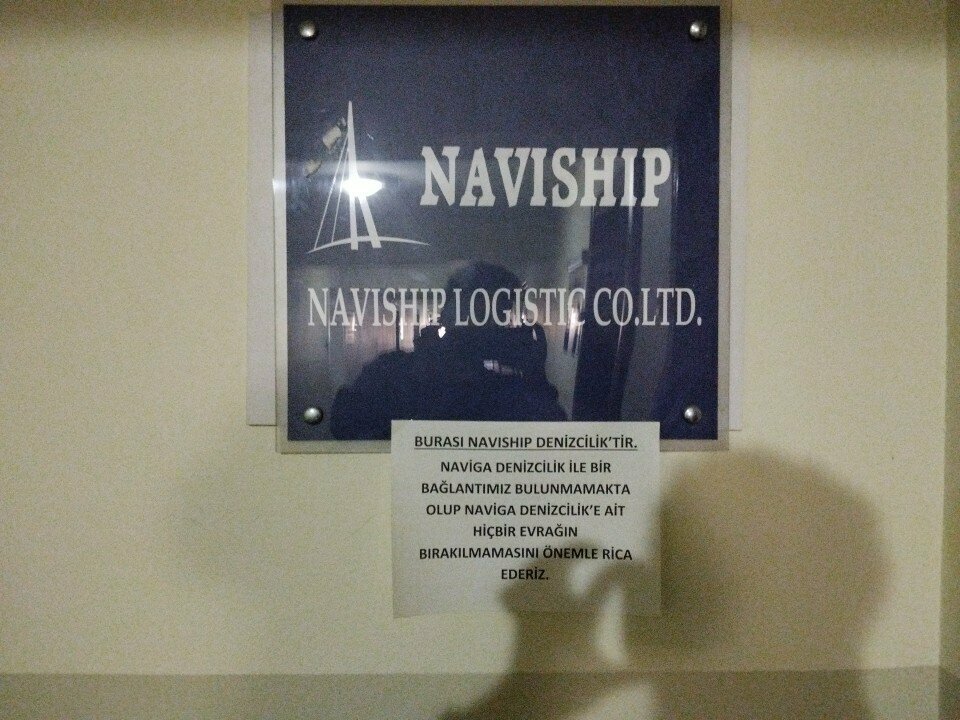 NAVISHIP
NAVISHIP LOGISTIC CO.LTD.
BURASI NAVISHIP DENİZCİLİK'TİR.
NAVİGA DENİZCİLİK İLE BİR
BAĞLANTIMIZ BULUNMAMAKTA
OLUP NAVİGA DENİZCİLİK'E AİT
HİÇBİR EVRAĞIN
BIRAKILMAMASINI ÖNEMLE RİCA
EDERİZ.